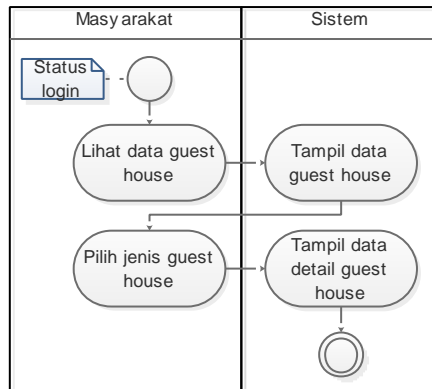 Masyarakat
Sistem
Status
login
Lihat data guest
house
Tampil data
guest house
Pilih jenis guest
house
Tampil data
detail guest
house